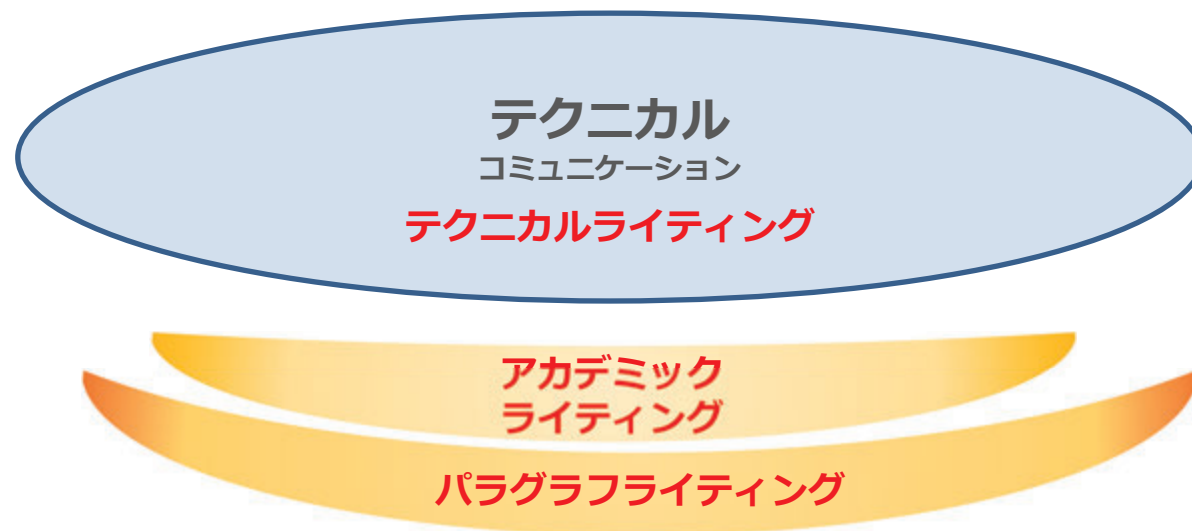 テクニカル
コミュニケーション
テクニカルライティング
アカデミック
ライティング
パラグラフライティング